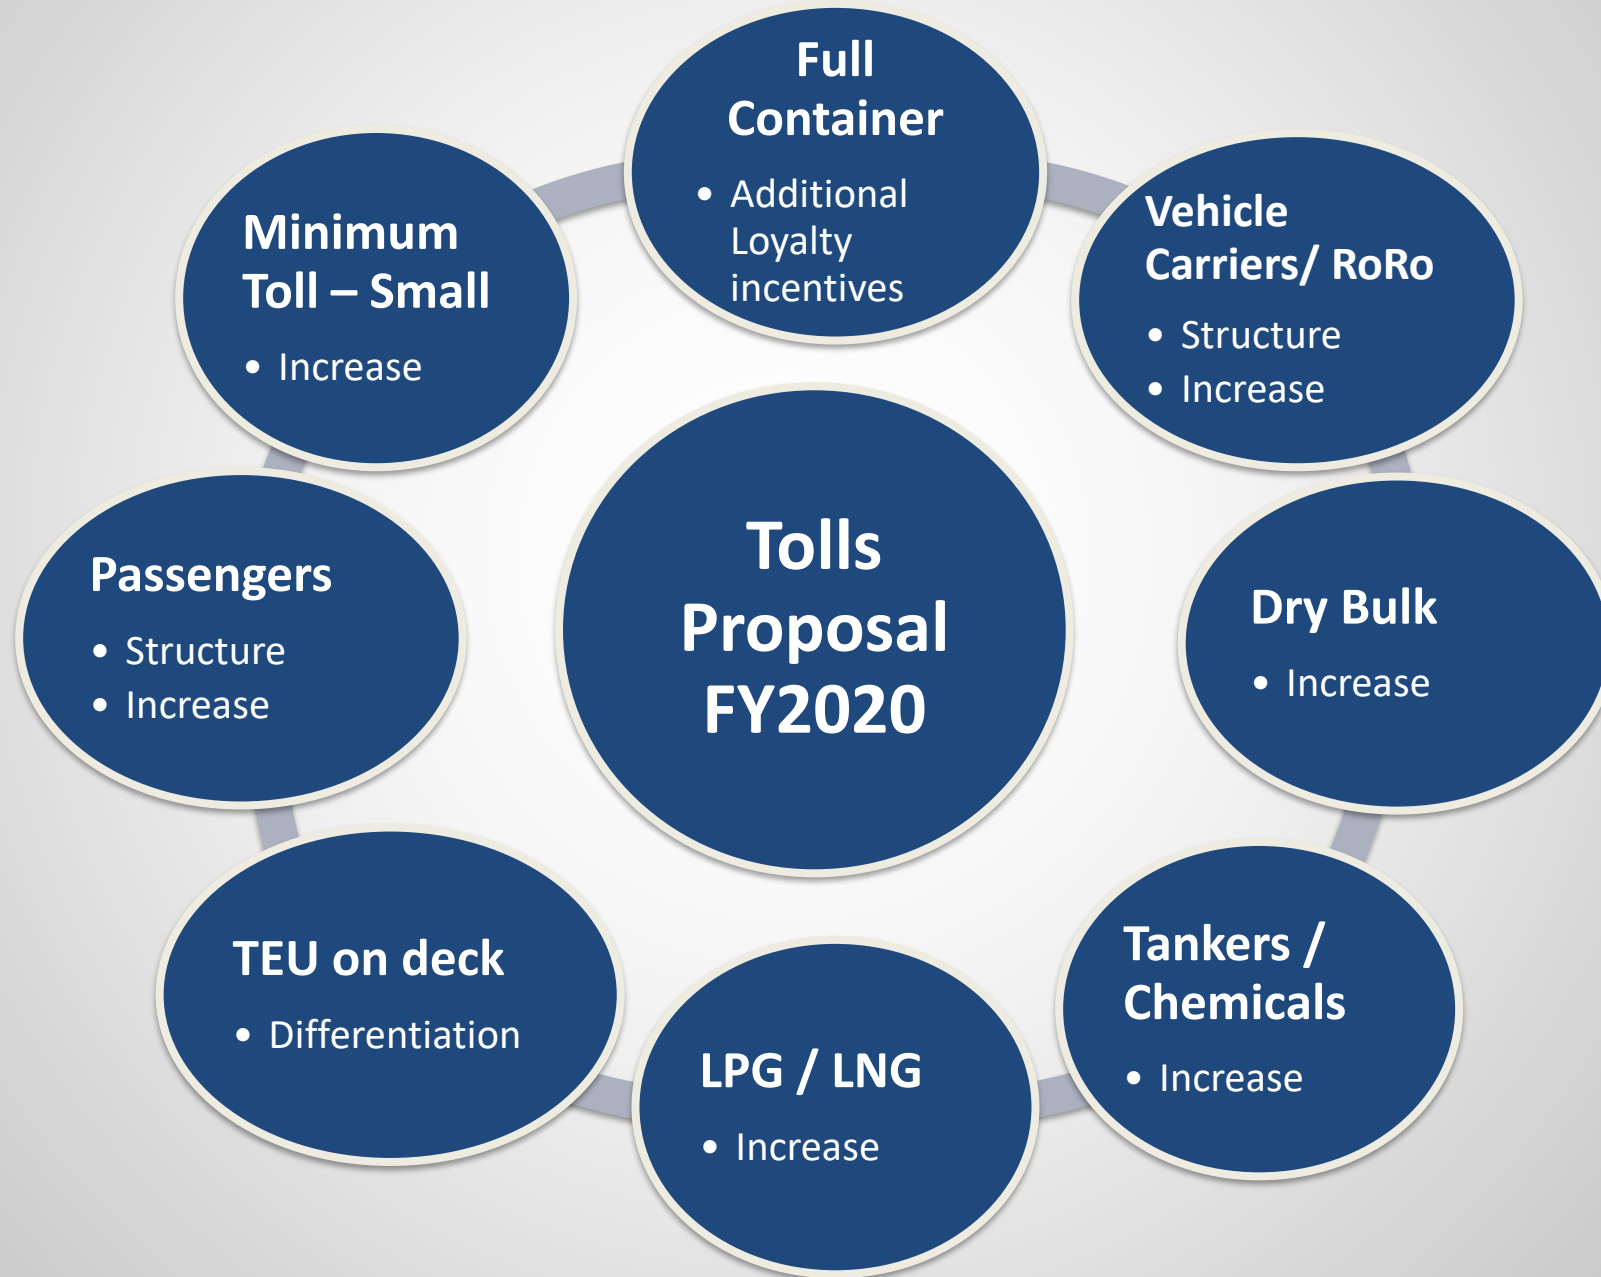 Full
Container
• Additional
Loyalty
incentives
Vehicle
Carriers/ RoRo
• Structure
• Increase
Dry Bulk
• Increase
Tankers /
Chemicals
• Increase
LPG / LNG
• Increase
TEU on deck
• Differentiation
Passengers
• Structure
• Increase
Minimum
Toll – Small
• Increase
Tolls
Proposal
FY2020